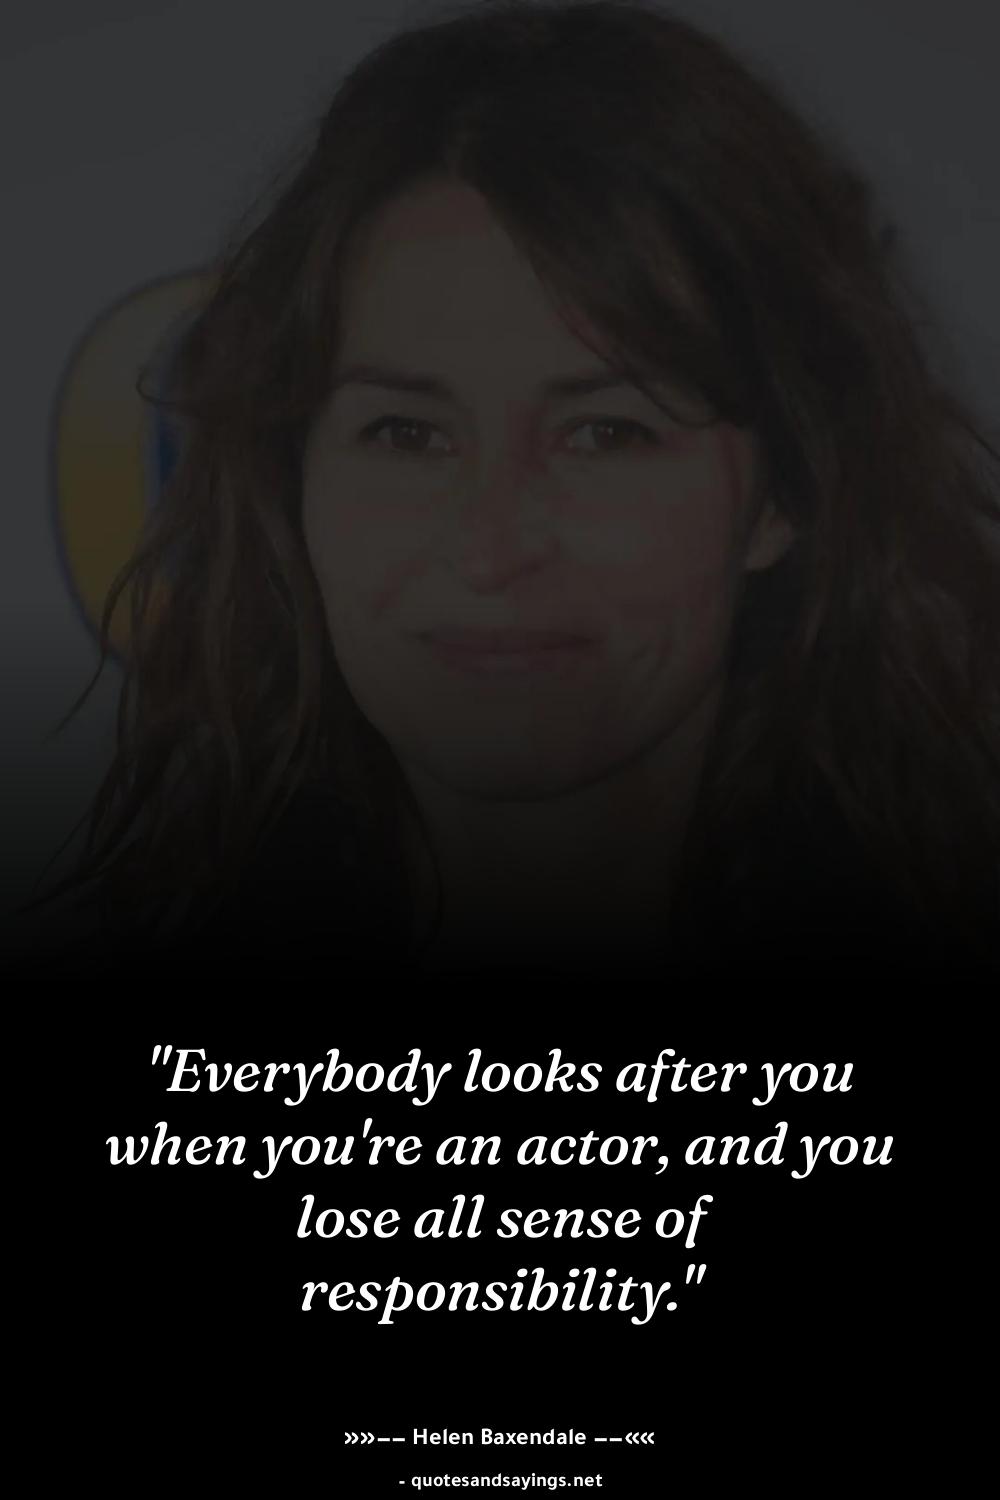 "Everybody looks after you
when you're an actor, and you
lose all sense of
responsibility."
»»–– Helen Baxendale ––««
- quotesandsayings.net